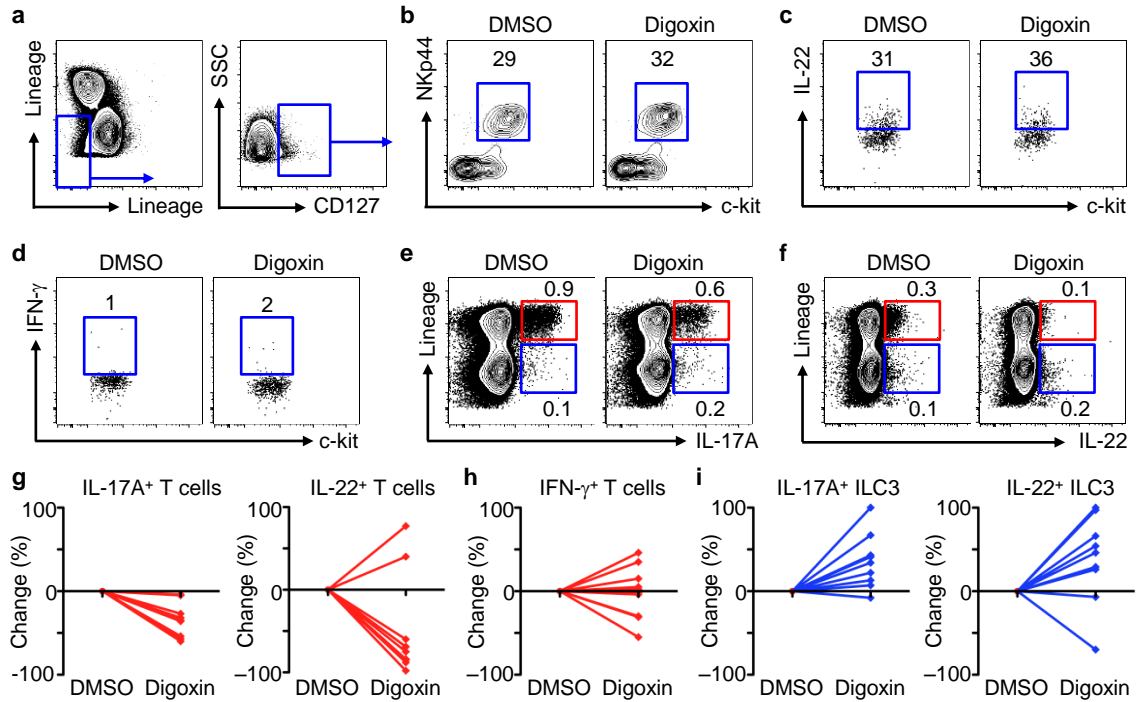 a
Lineage
Lineage
SSC
CD127
b
DMSO
Digoxin
NKp44
29
32
c-kit
c
DMSO
Digoxin
IL-22
31
36
c-kit
d
DMSO
Digoxin
IFN-γ
1
2
c-kit
e
DMSO
Digoxin
Lineage
0.9
0.6
0.1
0.2
IL-17A
f
DMSO
Digoxin
Lineage
0.3
0.1
0.1
0.2
IL-22
g
IL-17A⁺ T cells
Change (%)
100
0
-100
DMSO Digoxin
IL-22⁺ T cells
Change (%)
100
0
–100
DMSO Digoxin
h
IFN-γ⁺ T cells
Change (%)
100
0
–100
DMSO Digoxin
i
IL-17A⁺ ILC3
Change (%)
100
0
–100
DMSO Digoxin
IL-22⁺ ILC3
Change (%)
100
0
–100
DMSO Digoxin